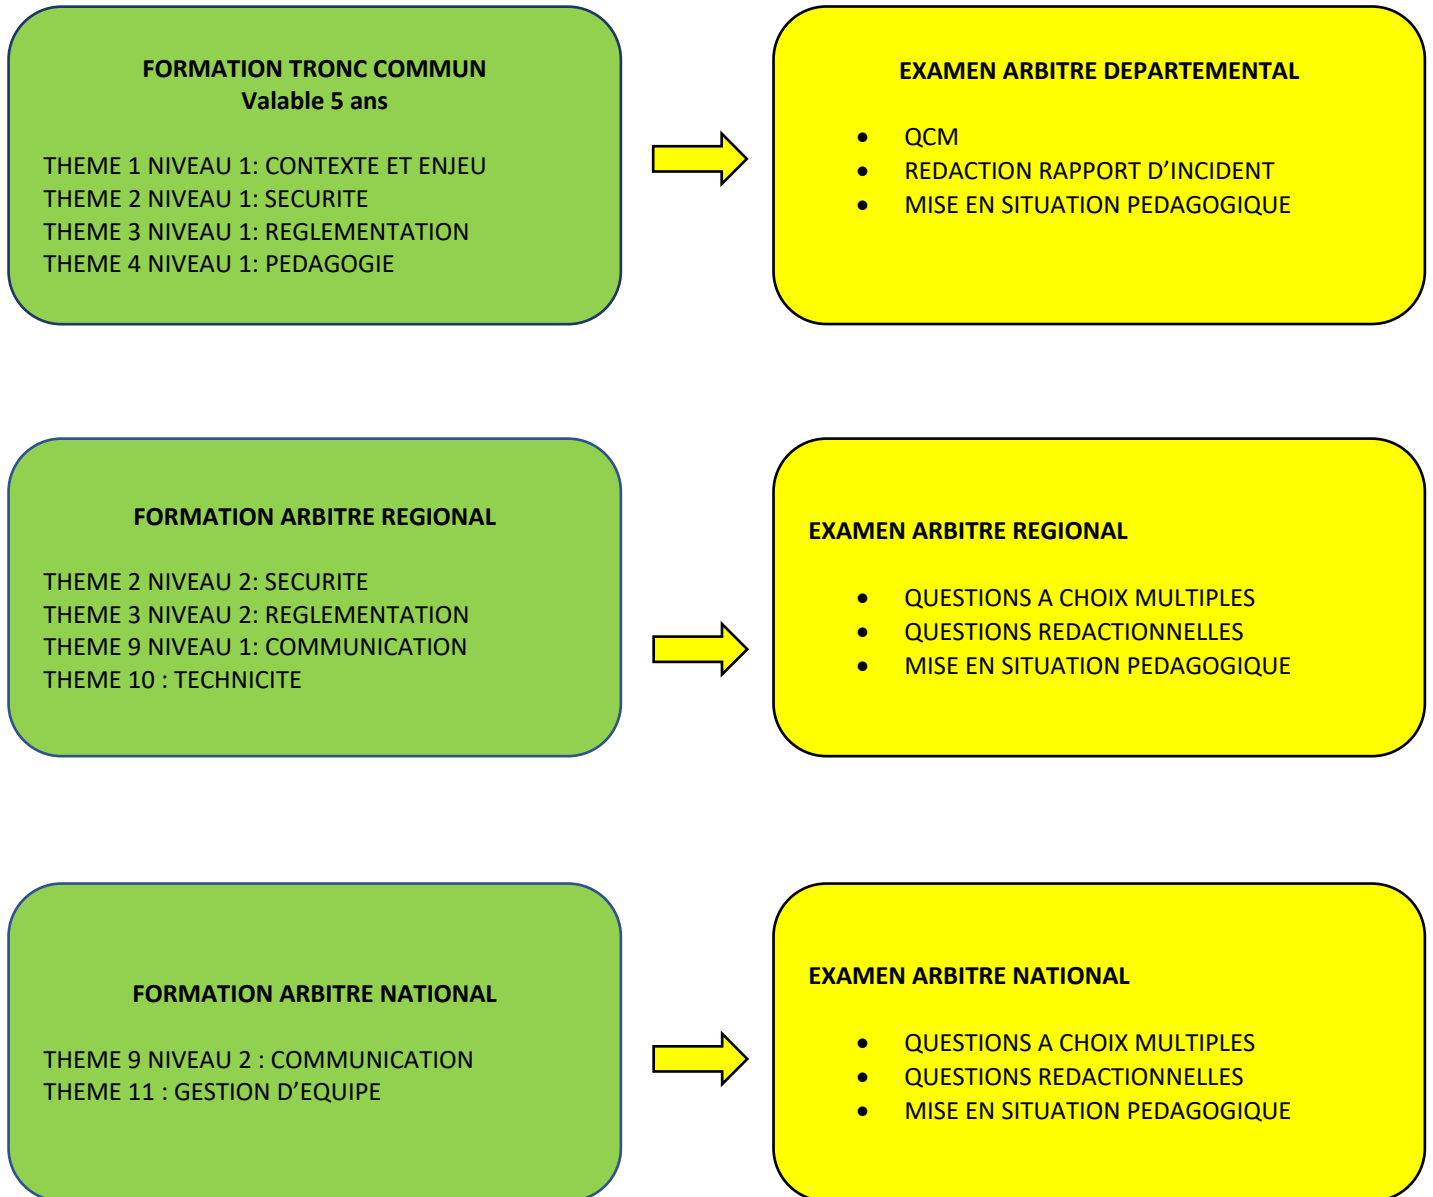 FORMATION TRONC COMMUN
Valable 5 ans
THEME 1 NIVEAU 1: CONTEXTE ET ENJEU
THEME 2 NIVEAU 1: SECURITE
THEME 3 NIVEAU 1: REGLEMENTATION
THEME 4 NIVEAU 1: PEDAGOGIE
EXAMEN ARBITRE DEPARTEMENTAL
• QCM
• REDACTION RAPPORT D’INCIDENT
• MISE EN SITUATION PEDAGOGIQUE
FORMATION ARBITRE REGIONAL
THEME 2 NIVEAU 2: SECURITE
THEME 3 NIVEAU 2: REGLEMENTATION
THEME 9 NIVEAU 1: COMMUNICATION
THEME 10 : TECHNICITE
EXAMEN ARBITRE REGIONAL
• QUESTIONS A CHOIX MULTIPLES
• QUESTIONS REDACTIONNELLES
• MISE EN SITUATION PEDAGOGIQUE
FORMATION ARBITRE NATIONAL
THEME 9 NIVEAU 2 : COMMUNICATION
THEME 11 : GESTION D’EQUIPE
EXAMEN ARBITRE NATIONAL
• QUESTIONS A CHOIX MULTIPLES
• QUESTIONS REDACTIONNELLES
• MISE EN SITUATION PEDAGOGIQUE